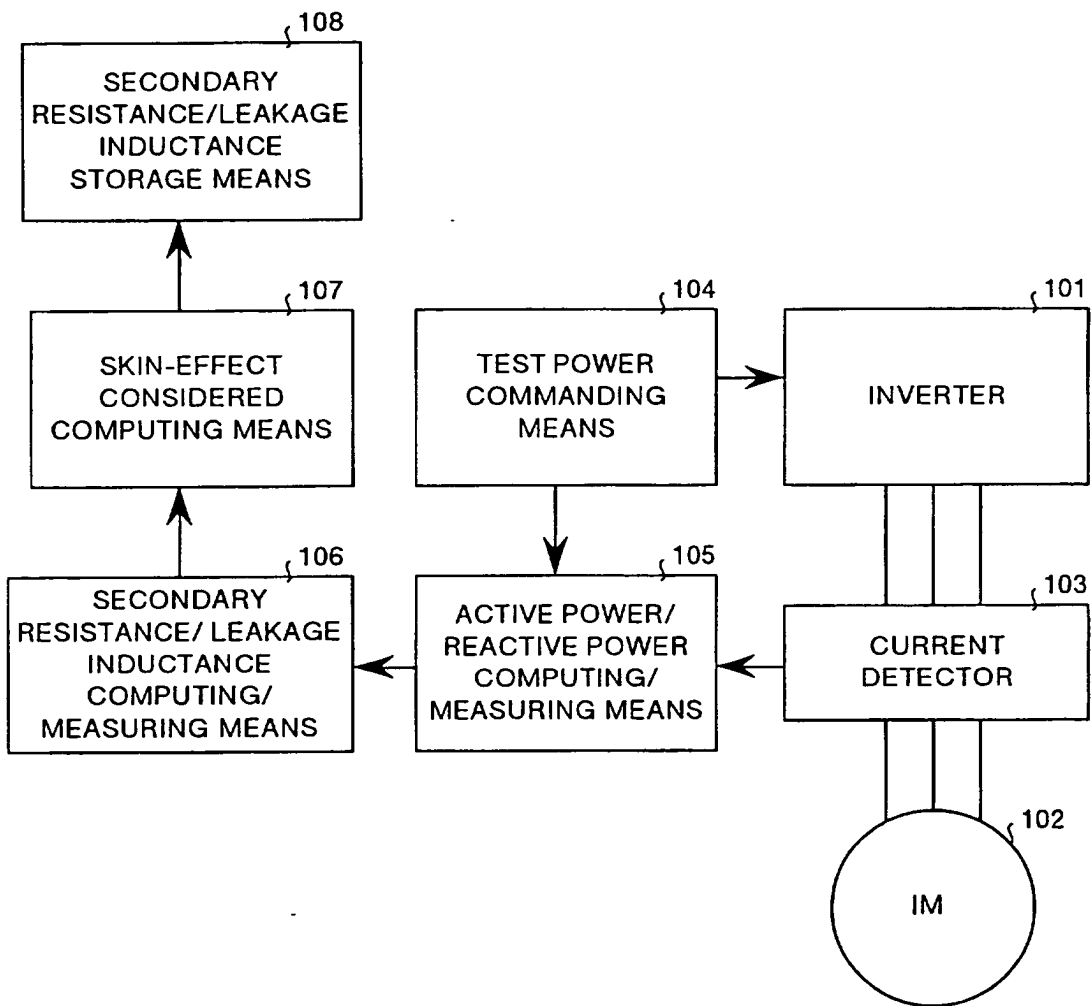 108
SECONDARY
RESISTANCE/LEAKAGE
INDUCTANCE
STORAGE MEANS
107
SKIN-EFFECT
CONSIDERED
COMPUTING MEANS
104
TEST POWER
COMMANDING
MEANS
101
INVERTER
106
SECONDARY
RESISTANCE/ LEAKAGE
INDUCTANCE
COMPUTING/
MEASURING MEANS
105
ACTIVE POWER/
REACTIVE POWER
COMPUTING/
MEASURING MEANS
103
CURRENT
DETECTOR
102
IM